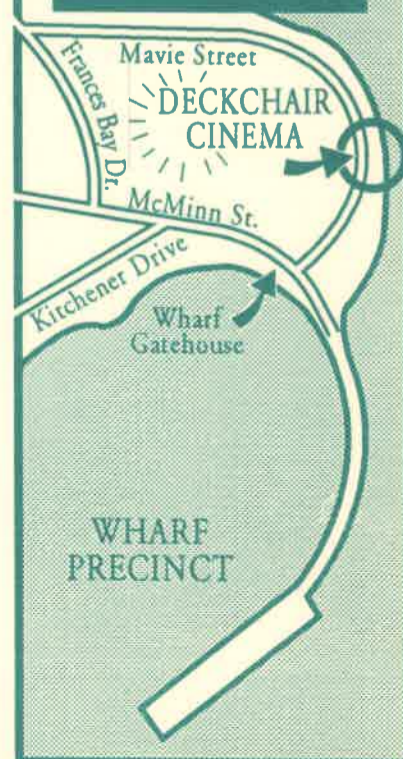 Mavie Street
Frances Bay Dr.
DECKCHAIR
CINEMA
McMinn St.
Kitchener Drive
Wharf
Gatehouse
WHARF
PRECINCT